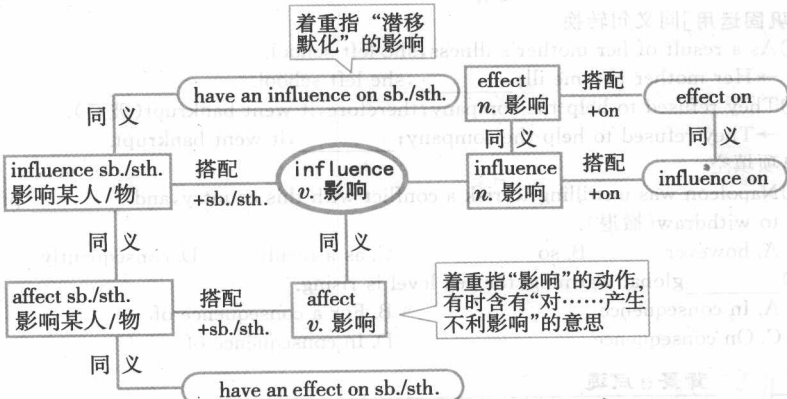 着重指“潜移
默化”的影响
have an influence on sb./sth.
effect
n. 影响
搭配
+on
effect on
同 义
同 义
同 义
influence sb./sth.
影响某人/物
搭配
+sb./sth.
influence
v. 影响
influence
n. 影响
搭配
+on
influence on
同 义
同 义
affect sb./sth.
影响某人/物
搭配
+sb./sth.
affect
v. 影响
着重指“影响”的动作,
有时含有“对……产生
不利影响”的意思
同 义
have an effect on sb./sth.